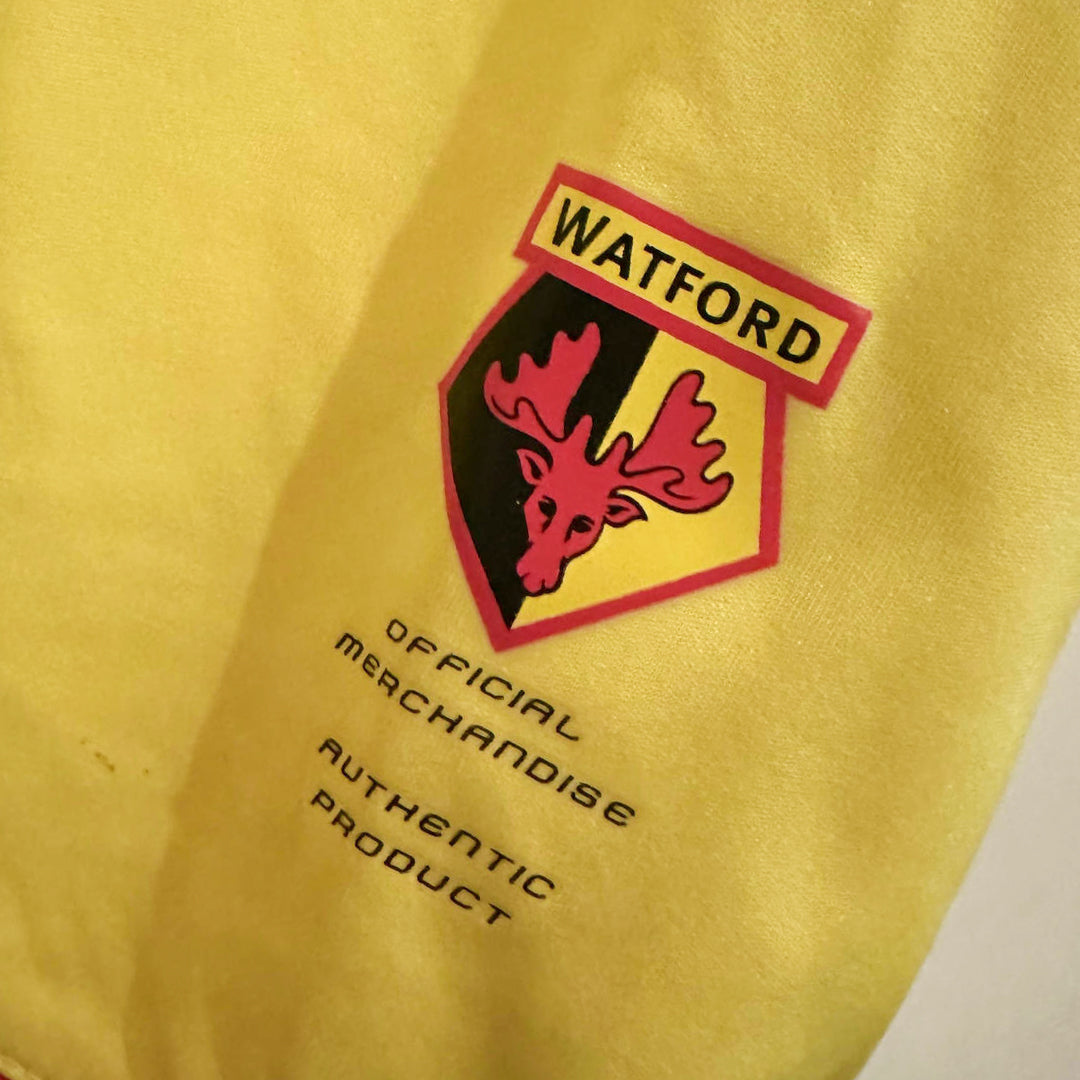 WATFORD
OFFICIAL
MERCHANDISE
AUTHENTIC
PRODUCT